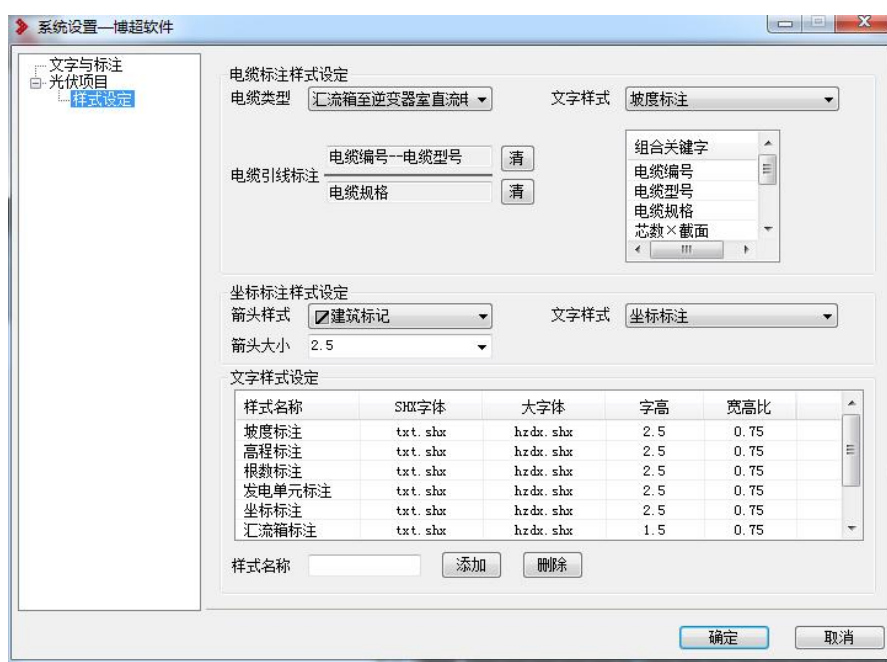 系统设置—博超软件
文字与标注
光伏项目
样式设定
电缆标注样式设定
电缆类型 汇流箱至逆变器室直流电 文字样式 坡度标注
电缆引线标注
电缆编号--电缆型号 清
电缆规格 清
组合关键字
电缆编号
电缆型号
电缆规格
芯数×截面
坐标标注样式设定
箭头样式 建筑标记 文字样式 坐标标注
箭头大小 2.5
文字样式设定
样式名称 SHX字体 大字体 字高 宽高比
坡度标注 txt.shx hzdx.shx 2.5 0.75
高程标注 txt.shx hzdx.shx 2.5 0.75
根数标注 txt.shx hzdx.shx 2.5 0.75
发电单元标注 txt.shx hzdx.shx 2.5 0.75
坐标标注 txt.shx hzdx.shx 2.5 0.75
汇流箱标注 txt.shx hzdx.shx 1.5 0.75
样式名称 添加 删除
确定 取消